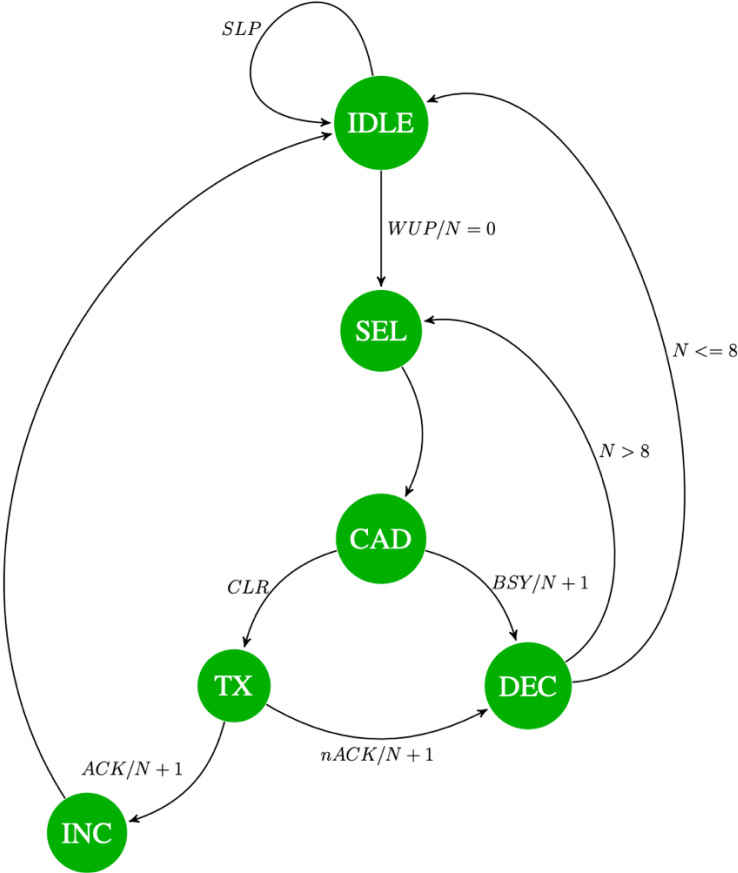 SLP
IDLE
WUP/N = 0
SEL
N <= 8
N > 8
CAD
CLR
BSY/N + 1
TX
DEC
nACK/N + 1
ACK/N + 1
INC